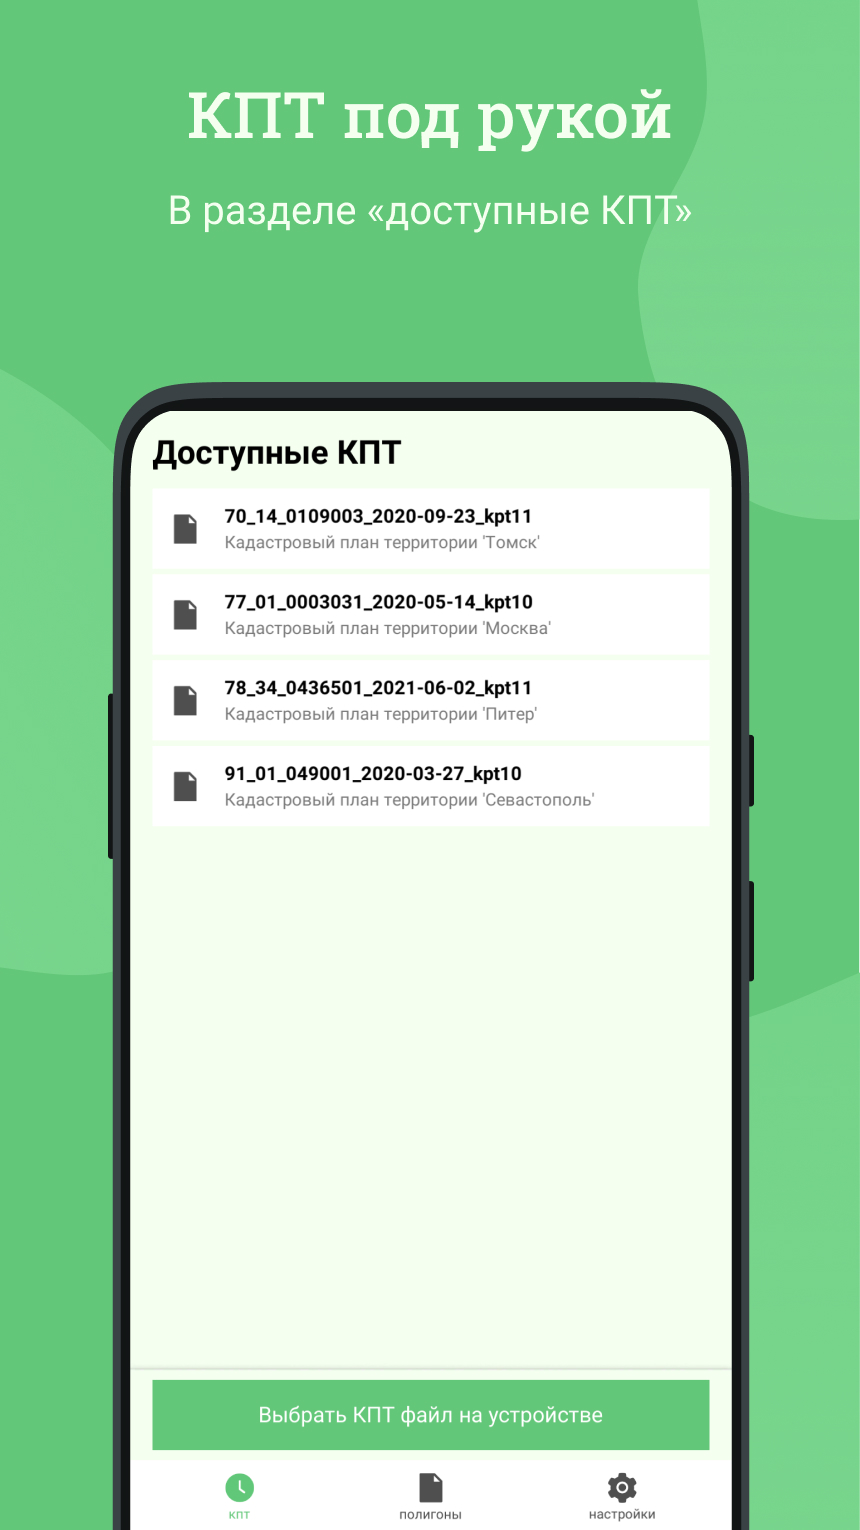 КПТ под рукой
В разделе «доступные КПТ»
Доступные КПТ
70_14_0109003_2020-09-23_kpt11
Кадастровый план территории 'Томск'
77_01_0003031_2020-05-14_kpt10
Кадастровый план территории 'Москва'
78_34_0436501_2021-06-02_kpt11
Кадастровый план территории 'Питер'
91_01_049001_2020-03-27_kpt10
Кадастровый план территории 'Севастополь'
Выбрать КПТ файл на устройстве
кпт полигоны настройки